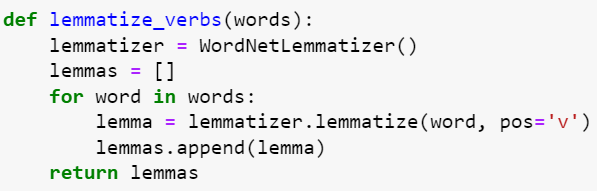 def lemmatize_verbs(words):
    lemmatizer = WordNetLemmatizer()
    lemmas = []
    for word in words:
        lemma = lemmatizer.lemmatize(word, pos='v')
        lemmas.append(lemma)
    return lemmas